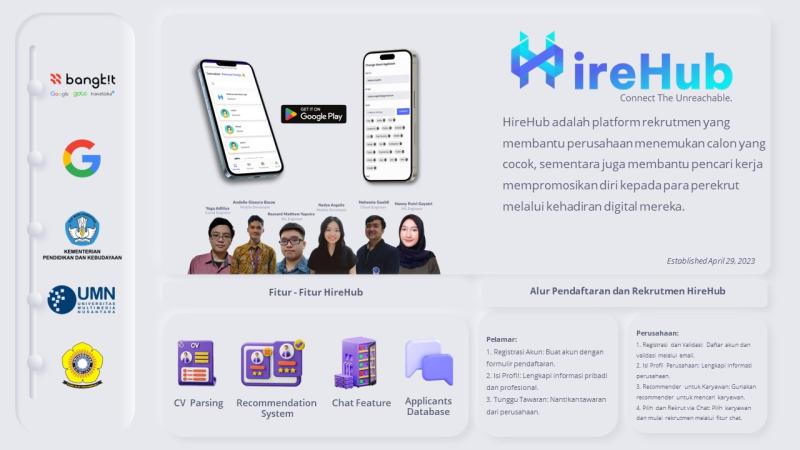 bangk!t
Google goto traveloka
KEMENTERIAN
PENDIDIKAN DAN KEBUDAYAAN
UMN
UNIVERSITAS
MULTIMEDIA
NUSANTARA
GET IT ON
Google Play
HireHub
Connect The Unreachable.
HireHub adalah platform rekrutmen yang
membantu perusahaan menemukan calon yang
cocok, sementara juga membantu pencari kerja
mempromosikan diri kepada para perekrut
melalui kehadiran digital mereka.
Established April 29, 2023
Fitur - Fitur HireHub
CV
CV Parsing
Recommendation
System
Chat Feature
Applicants
Database
Alur Pendaftaran dan Rekrutmen HireHub
Pelamar:
1. Registrasi Akun: Buat akun dengan
formulir pendaftaran.
2. Isi Profil: Lengkapi informasi pribadi
dan profesional.
3. Tunggu Tawaran: Nantikan tawaran
dari perusahaan.
Perusahaan:
1. Registrasi dan Validasi: Daftar akun dan
validasi melalui email.
2. Isi Profil Perusahaan: Lengkapi informasi
perusahaan.
3. Recommender untuk Karyawan: Gunakan
recommender untuk mencari karyawan.
4. Pilih dan Rekrut via Chat: Pilih karyawan
dan mulai rekrutmen melalui fitur chat.